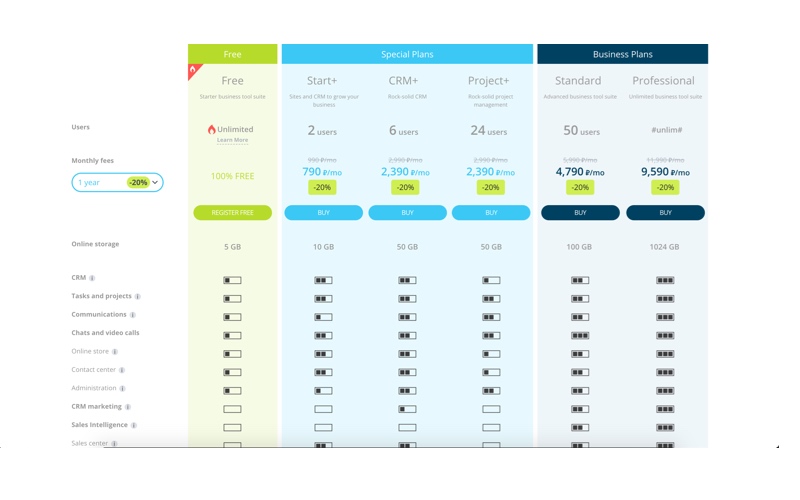 Free
Special Plans
Business Plans
Free
Start+
CRM+
Project+
Standard
Professional
Starter business tool suite
Sites and CRM to grow your
business
Rock-solid CRM
Rock-solid project
management
Advanced business tool suite
Unlimited business tool suite
Users
Unlimited
Learn More
2 users
6 users
24 users
50 users
#unlim#
Monthly fees
1 year
-20%
100% FREE
990 ₽/mo
790 ₽/mo
-20%
2,990 ₽/mo
2,390 ₽/mo
-20%
2,990 ₽/mo
2,390 ₽/mo
-20%
5,990 ₽/mo
4,790 ₽/mo
-20%
11,990 ₽/mo
9,590 ₽/mo
-20%
REGISTER FREE
BUY
BUY
BUY
BUY
BUY
Online storage
5 GB
10 GB
50 GB
50 GB
100 GB
1024 GB
CRM
Tasks and projects
Communications
Chats and video calls
Online store
Contact center
Administration
CRM marketing
Sales Intelligence
Sales center